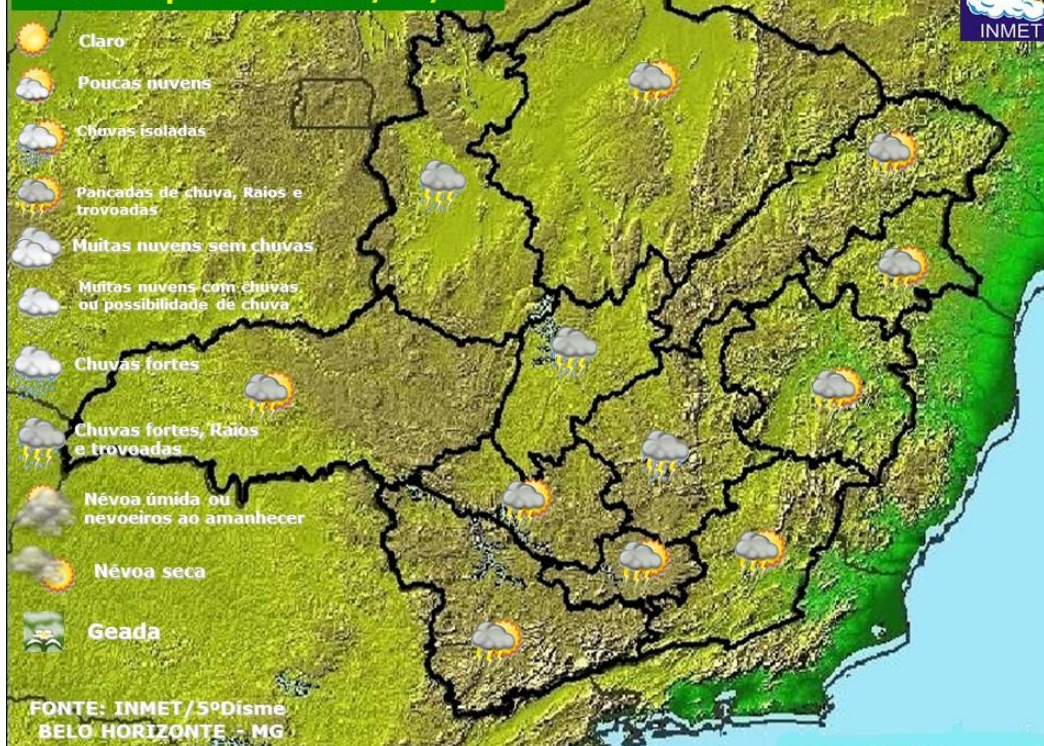 INMET
Claro
Poucas nuvens
Chuvas isoladas
Pancadas de chuva, Raios e
trovoadas
Muitas nuvens sem chuvas
Muitas nuvens com chuvas
ou possibilidade de chuva
Chuvas fortes
Chuvas fortes, Raios
e trovoadas
Névoa úmida ou
nevoeiros ao amanhecer
Névoa seca
Geada
FONTE: INMET/5ºDisme
BELO HORIZONTE - MG